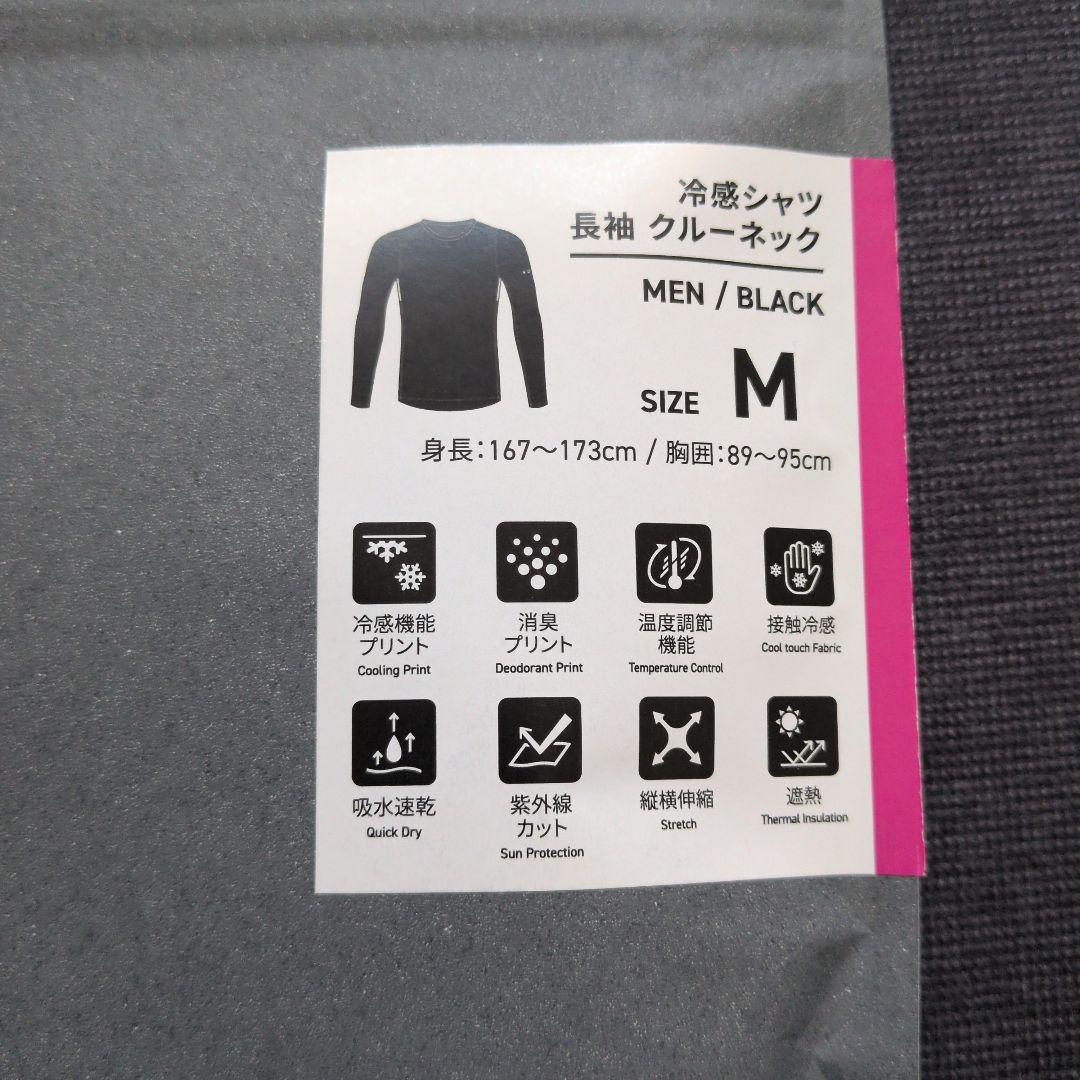 冷感シャツ
長袖 クルーネック
MEN / BLACK
SIZE M
身長:167～173cm / 胸囲:89～95cm
冷感機能
プリント
Cooling Print
消臭
プリント
Deodorant Print
温度調節
機能
Temperature Control
接触冷感
Cool touch Fabric
吸水速乾
Quick Dry
紫外線
カット
Sun Protection
縦横伸縮
Stretch
遮熱
Thermal Insulation